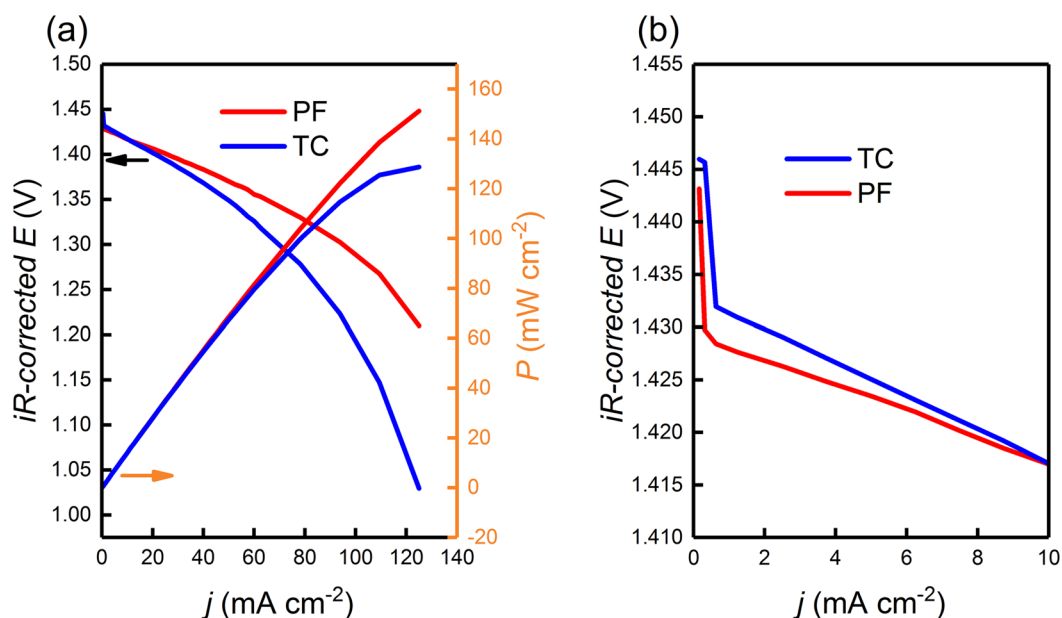 (a)
1.50
1.45
1.40
1.35
1.30
1.25
1.20
1.15
1.10
1.05
1.00
iR-corrected E (V)
PF
TC
160
140
120
100
80
60
40
20
0
-20
P (mW cm⁻²)
0 20 40 60 80 100 120 140
j (mA cm⁻²)
(b)
1.455
1.450
1.445
1.440
1.435
1.430
1.425
1.420
1.415
1.410
iR-corrected E (V)
TC
PF
0 2 4 6 8 10
j (mA cm⁻²)